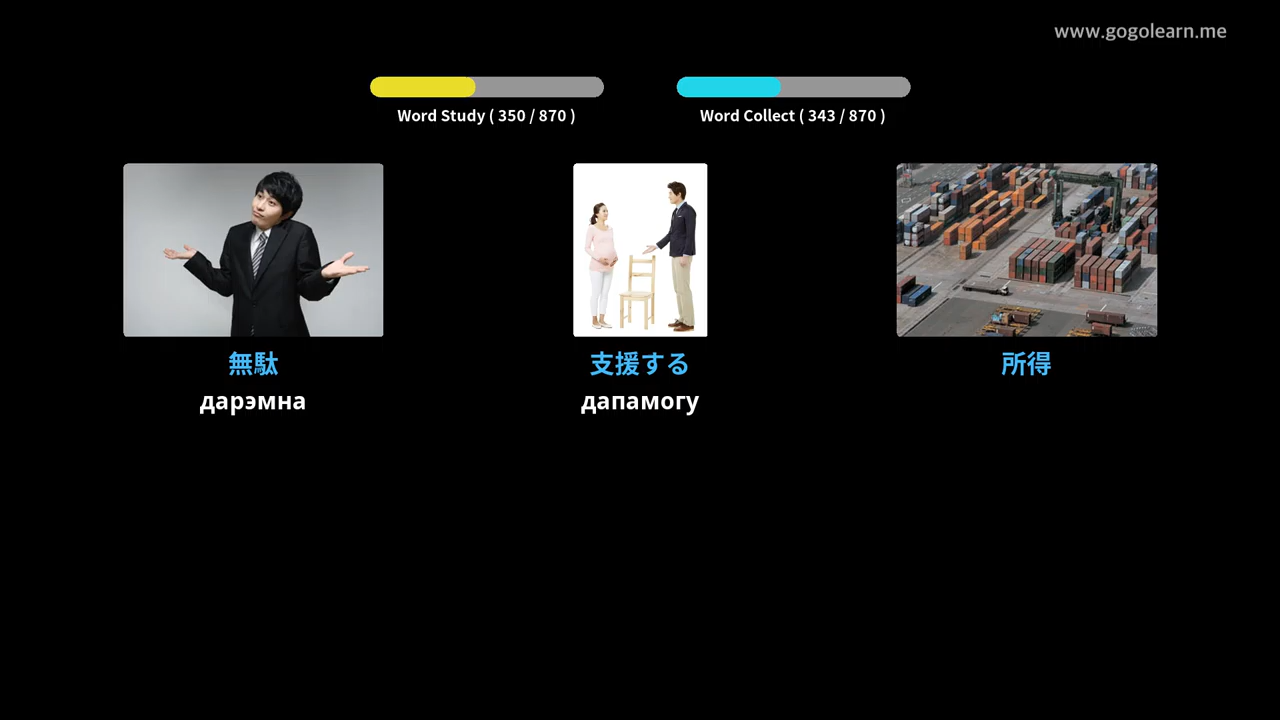 www.gogolearn.me
Word Study ( 350 / 870 )
Word Collect ( 343 / 870 )
無駄
支援する
所得
дарэмна
дапамогу